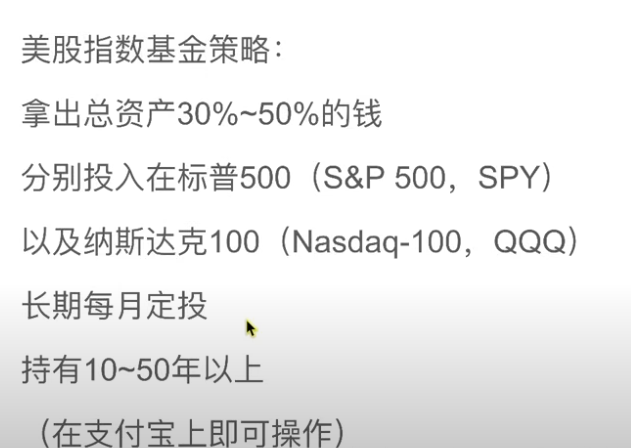 美股指数基金策略：
拿出总资产30%~50%的钱
分别投入在标普500（S&P 500，SPY）
以及纳斯达克100（Nasdaq-100，QQQ）
长期每月定投
持有10~50年以上
（在支付宝上即可操作）